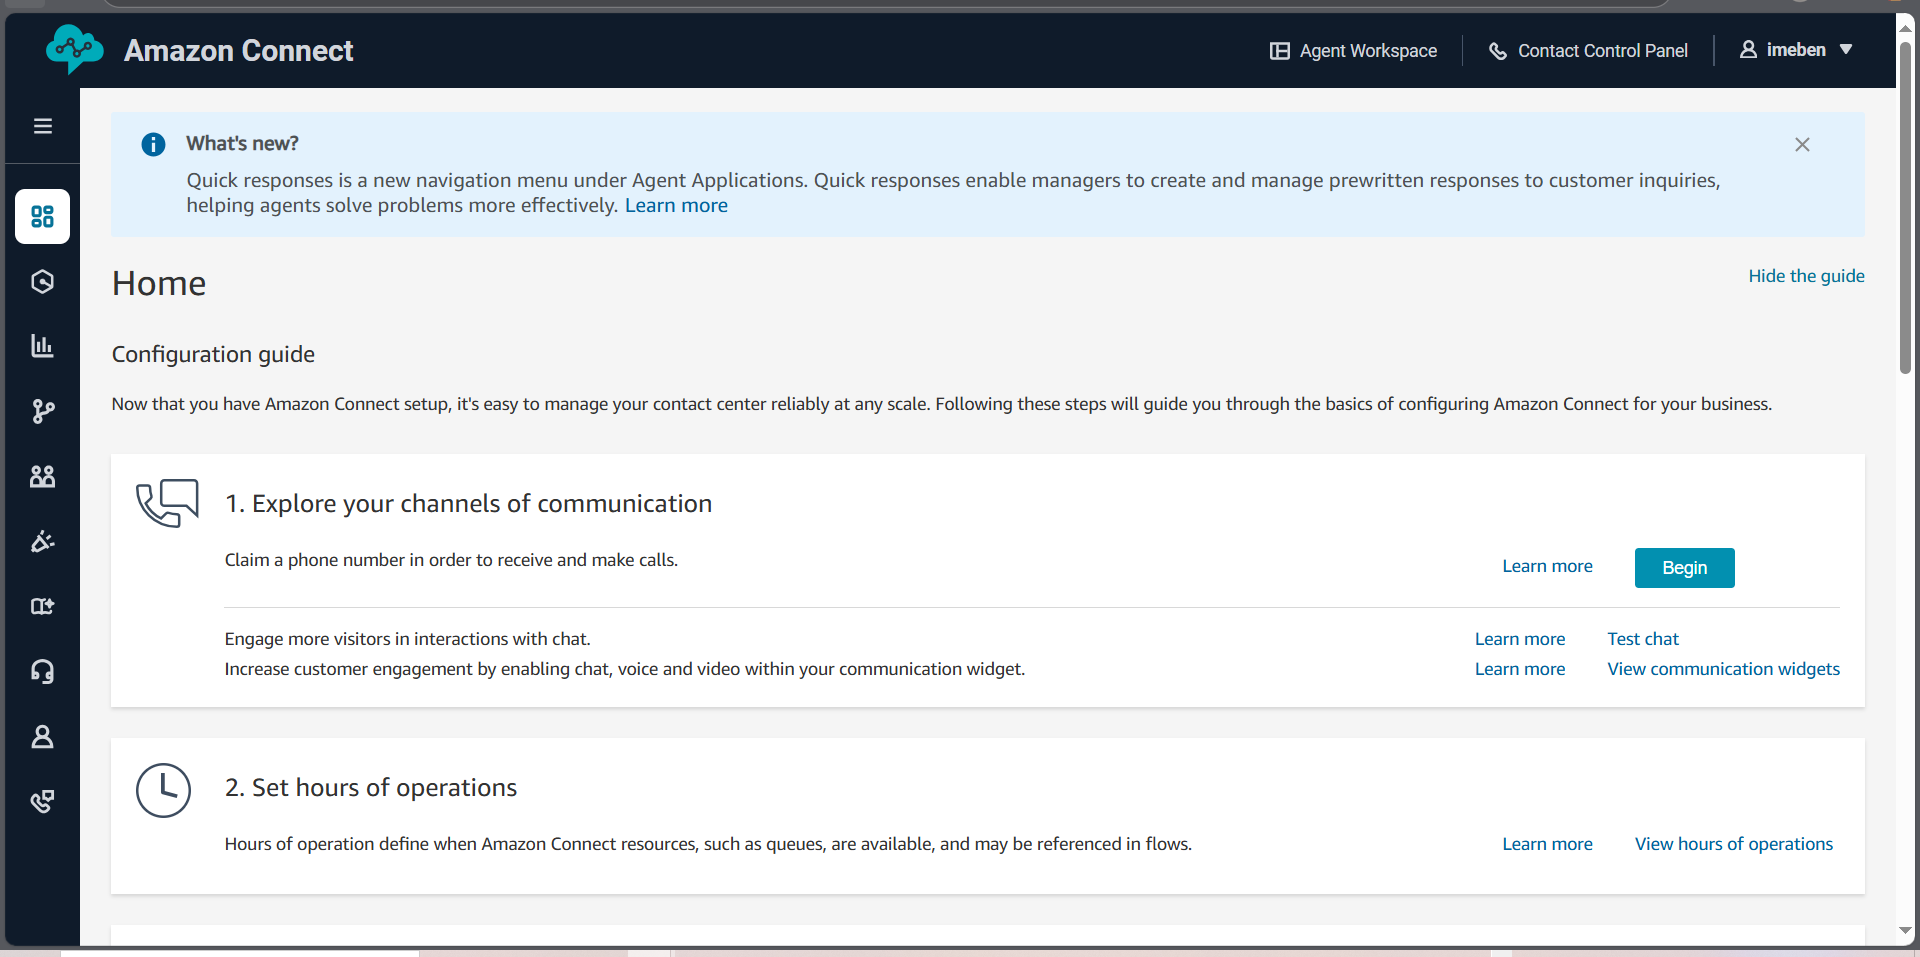 Amazon Connect
Agent Workspace
Contact Control Panel
imeben
What's new?
Quick responses is a new navigation menu under Agent Applications. Quick responses enable managers to create and manage prewritten responses to customer inquiries,
helping agents solve problems more effectively. Learn more
Home
Hide the guide
Configuration guide
Now that you have Amazon Connect setup, it's easy to manage your contact center reliably at any scale. Following these steps will guide you through the basics of configuring Amazon Connect for your business.
1. Explore your channels of communication
Claim a phone number in order to receive and make calls.
Learn more
Begin
Engage more visitors in interactions with chat.
Learn more
Test chat
Increase customer engagement by enabling chat, voice and video within your communication widget.
Learn more
View communication widgets
2. Set hours of operations
Hours of operation define when Amazon Connect resources, such as queues, are available, and may be referenced in flows.
Learn more
View hours of operations